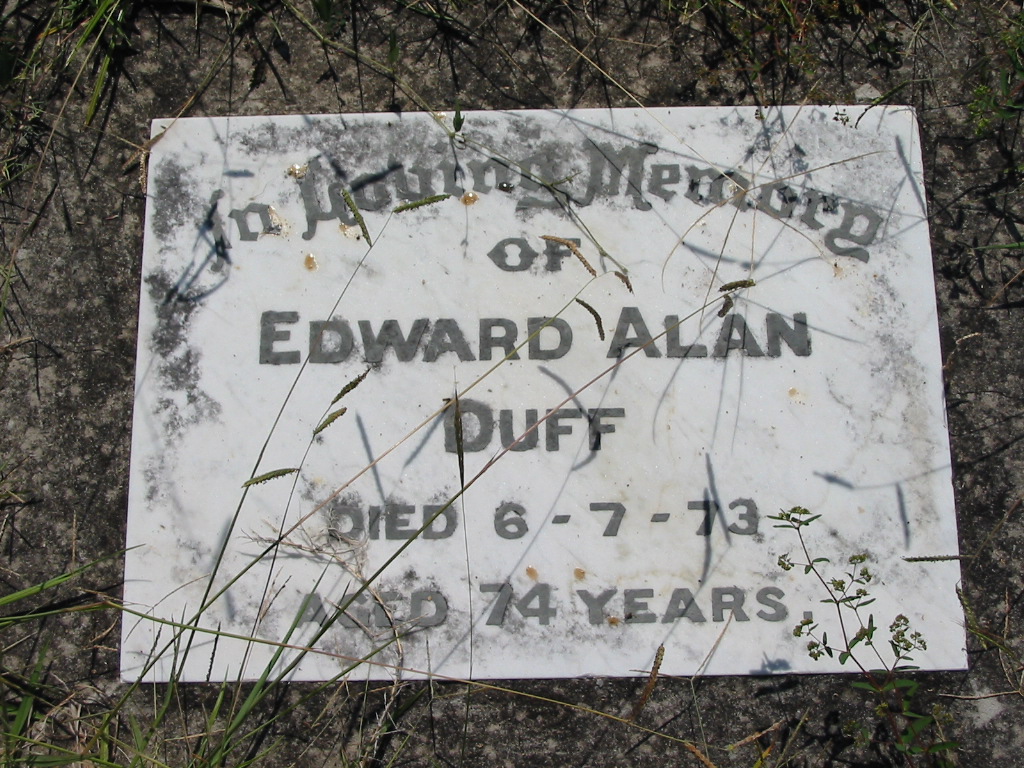 In Loving Memory
OF
EDWARD ALAN
DUFF
DIED 6-7-73
AGED 74 YEARS.